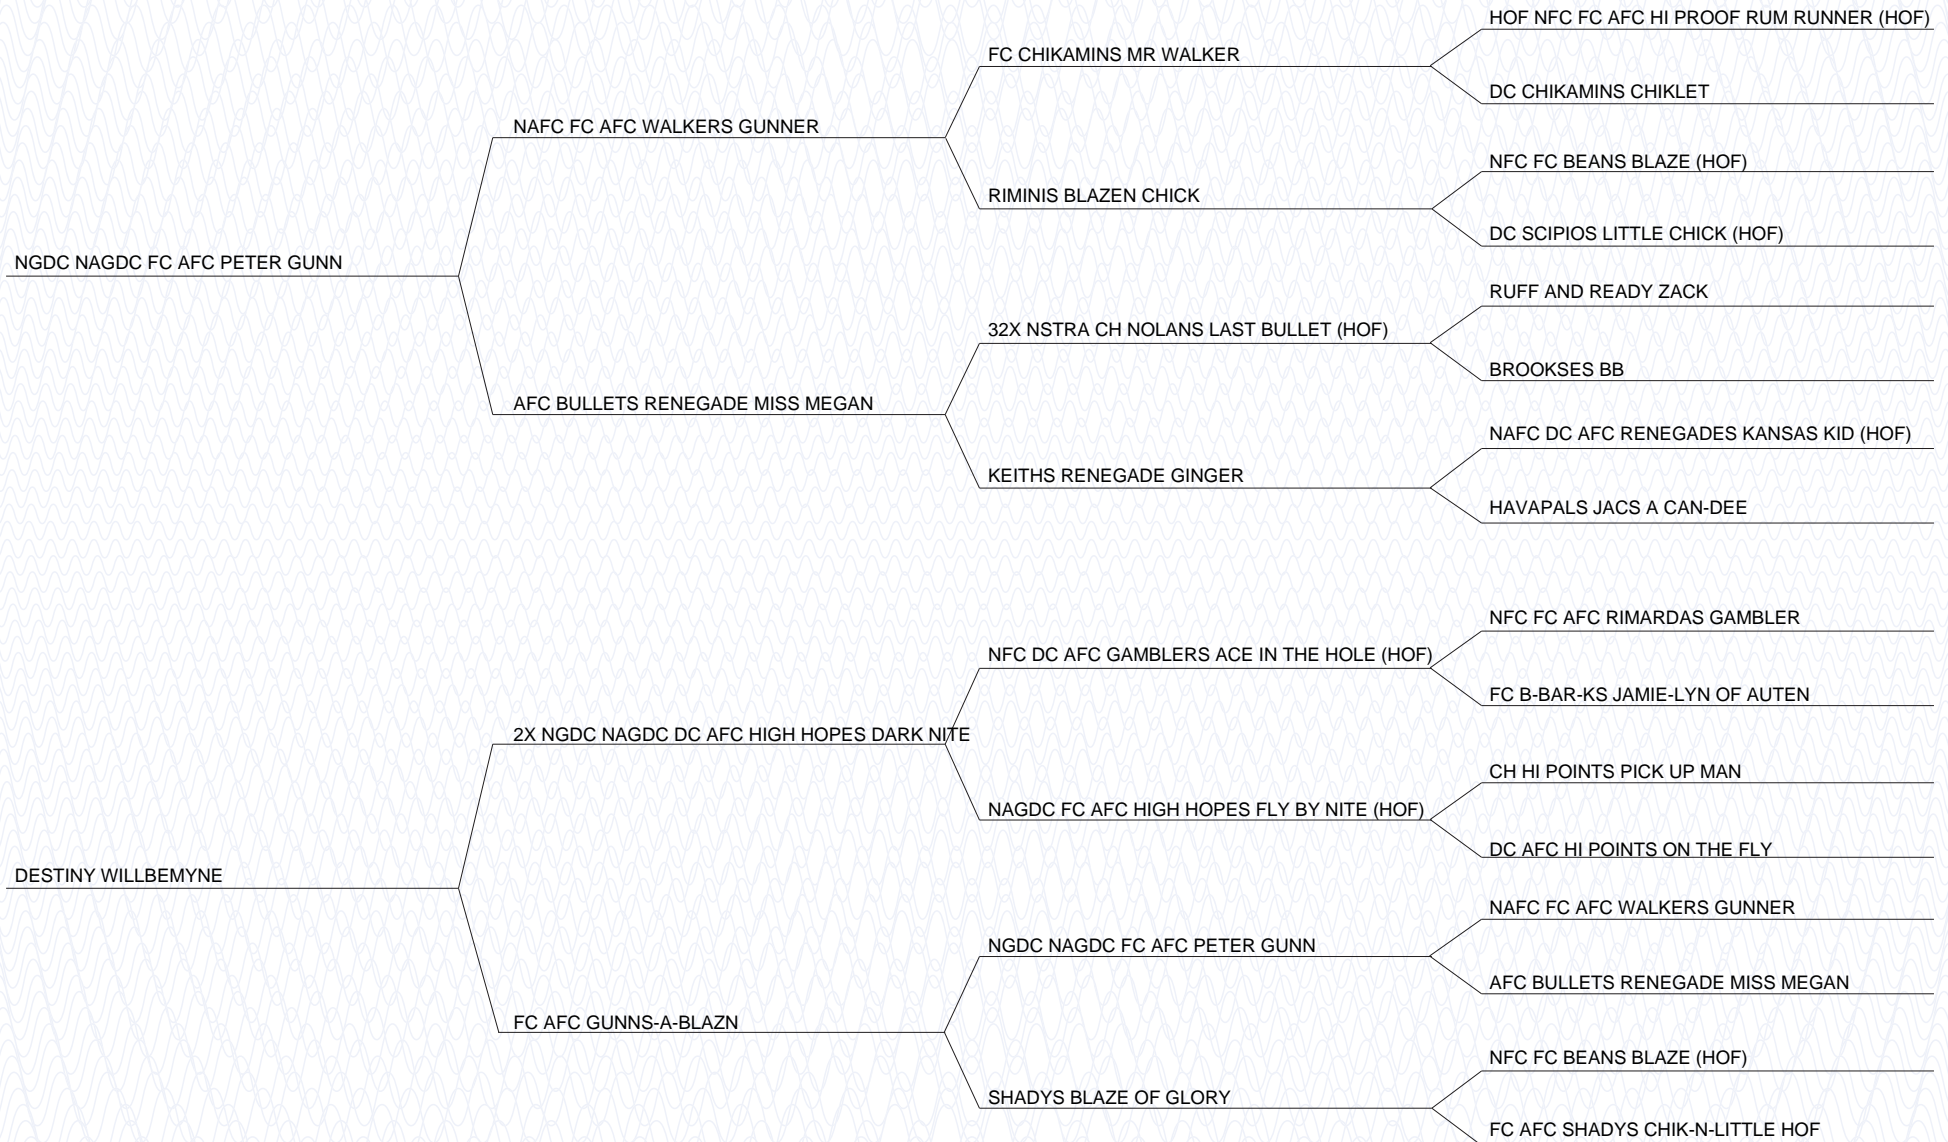 HOF NFC FC AFC HI PROOF RUM RUNNER (HOF)
FC CHIKAMINS MR WALKER
DC CHIKAMINS CHIKLET
NAFC FC AFC WALKERS GUNNER
NFC FC BEANS BLAZE (HOF)
RIMINIS BLAZEN CHICK
DC SCIPIOS LITTLE CHICK (HOF)
NGDC NAGDC FC AFC PETER GUNN
RUFF AND READY ZACK
32X NSTRA CH NOLANS LAST BULLET (HOF)
BROOKSES BB
AFC BULLETS RENEGADE MISS MEGAN
NAFC DC AFC RENEGADES KANSAS KID (HOF)
KEITHS RENEGADE GINGER
HAVAPALS JACS A CAN-DEE
NFC FC AFC RIMARDAS GAMBLER
NFC DC AFC GAMBLERS ACE IN THE HOLE (HOF)
FC B-BAR-KS JAMIE-LYN OF AUTEN
2X NGDC NAGDC DC AFC HIGH HOPES DARK NITE
CH HI POINTS PICK UP MAN
NAGDC FC AFC HIGH HOPES FLY BY NITE (HOF)
DC AFC HI POINTS ON THE FLY
DESTINY WILLBEMYNE
NAFC FC AFC WALKERS GUNNER
NGDC NAGDC FC AFC PETER GUNN
AFC BULLETS RENEGADE MISS MEGAN
FC AFC GUNNS-A-BLAZN
NFC FC BEANS BLAZE (HOF)
SHADYS BLAZE OF GLORY
FC AFC SHADYS CHIK-N-LITTLE HOF